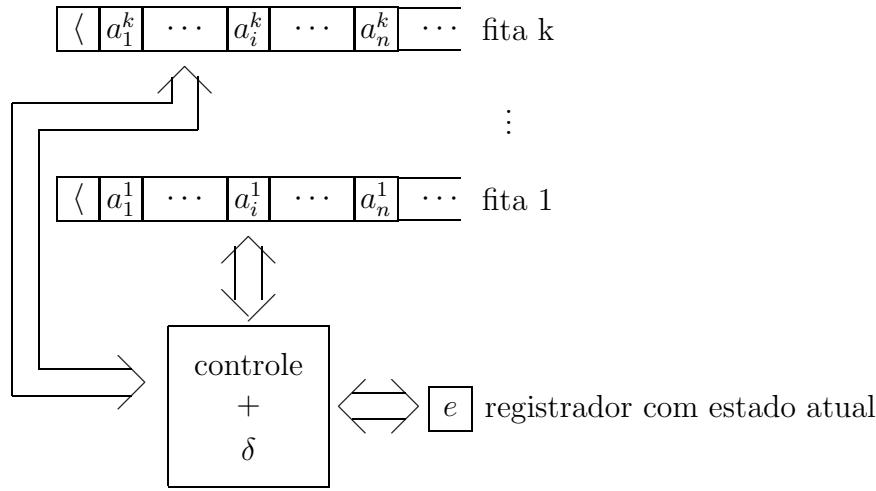 ⟨ a_1^k ⋯ a_i^k ⋯ a_n^k ⋯ fita k
⋮
⟨ a_1^1 ⋯ a_i^1 ⋯ a_n^1 ⋯ fita 1
controle
+
δ
e registrador com estado atual